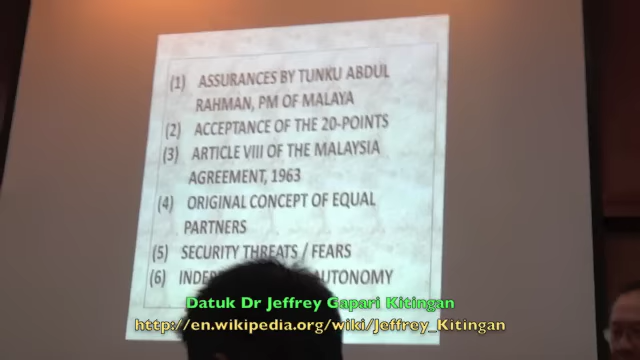 (1) ASSURANCES BY TUNKU ABDUL
RAHMAN, PM OF MALAYA
(2) ACCEPTANCE OF THE 20-POINTS
(3) ARTICLE VIII OF THE MALAYSIA
AGREEMENT, 1963
(4) ORIGINAL CONCEPT OF EQUAL
PARTNERS
(5) SECURITY THREATS / FEARS
(6) AUTONOMY
Datuk Dr Jeffrey Gapari Kitingan
http://en.wikipedia.org/wiki/Jeffrey_Kitingan